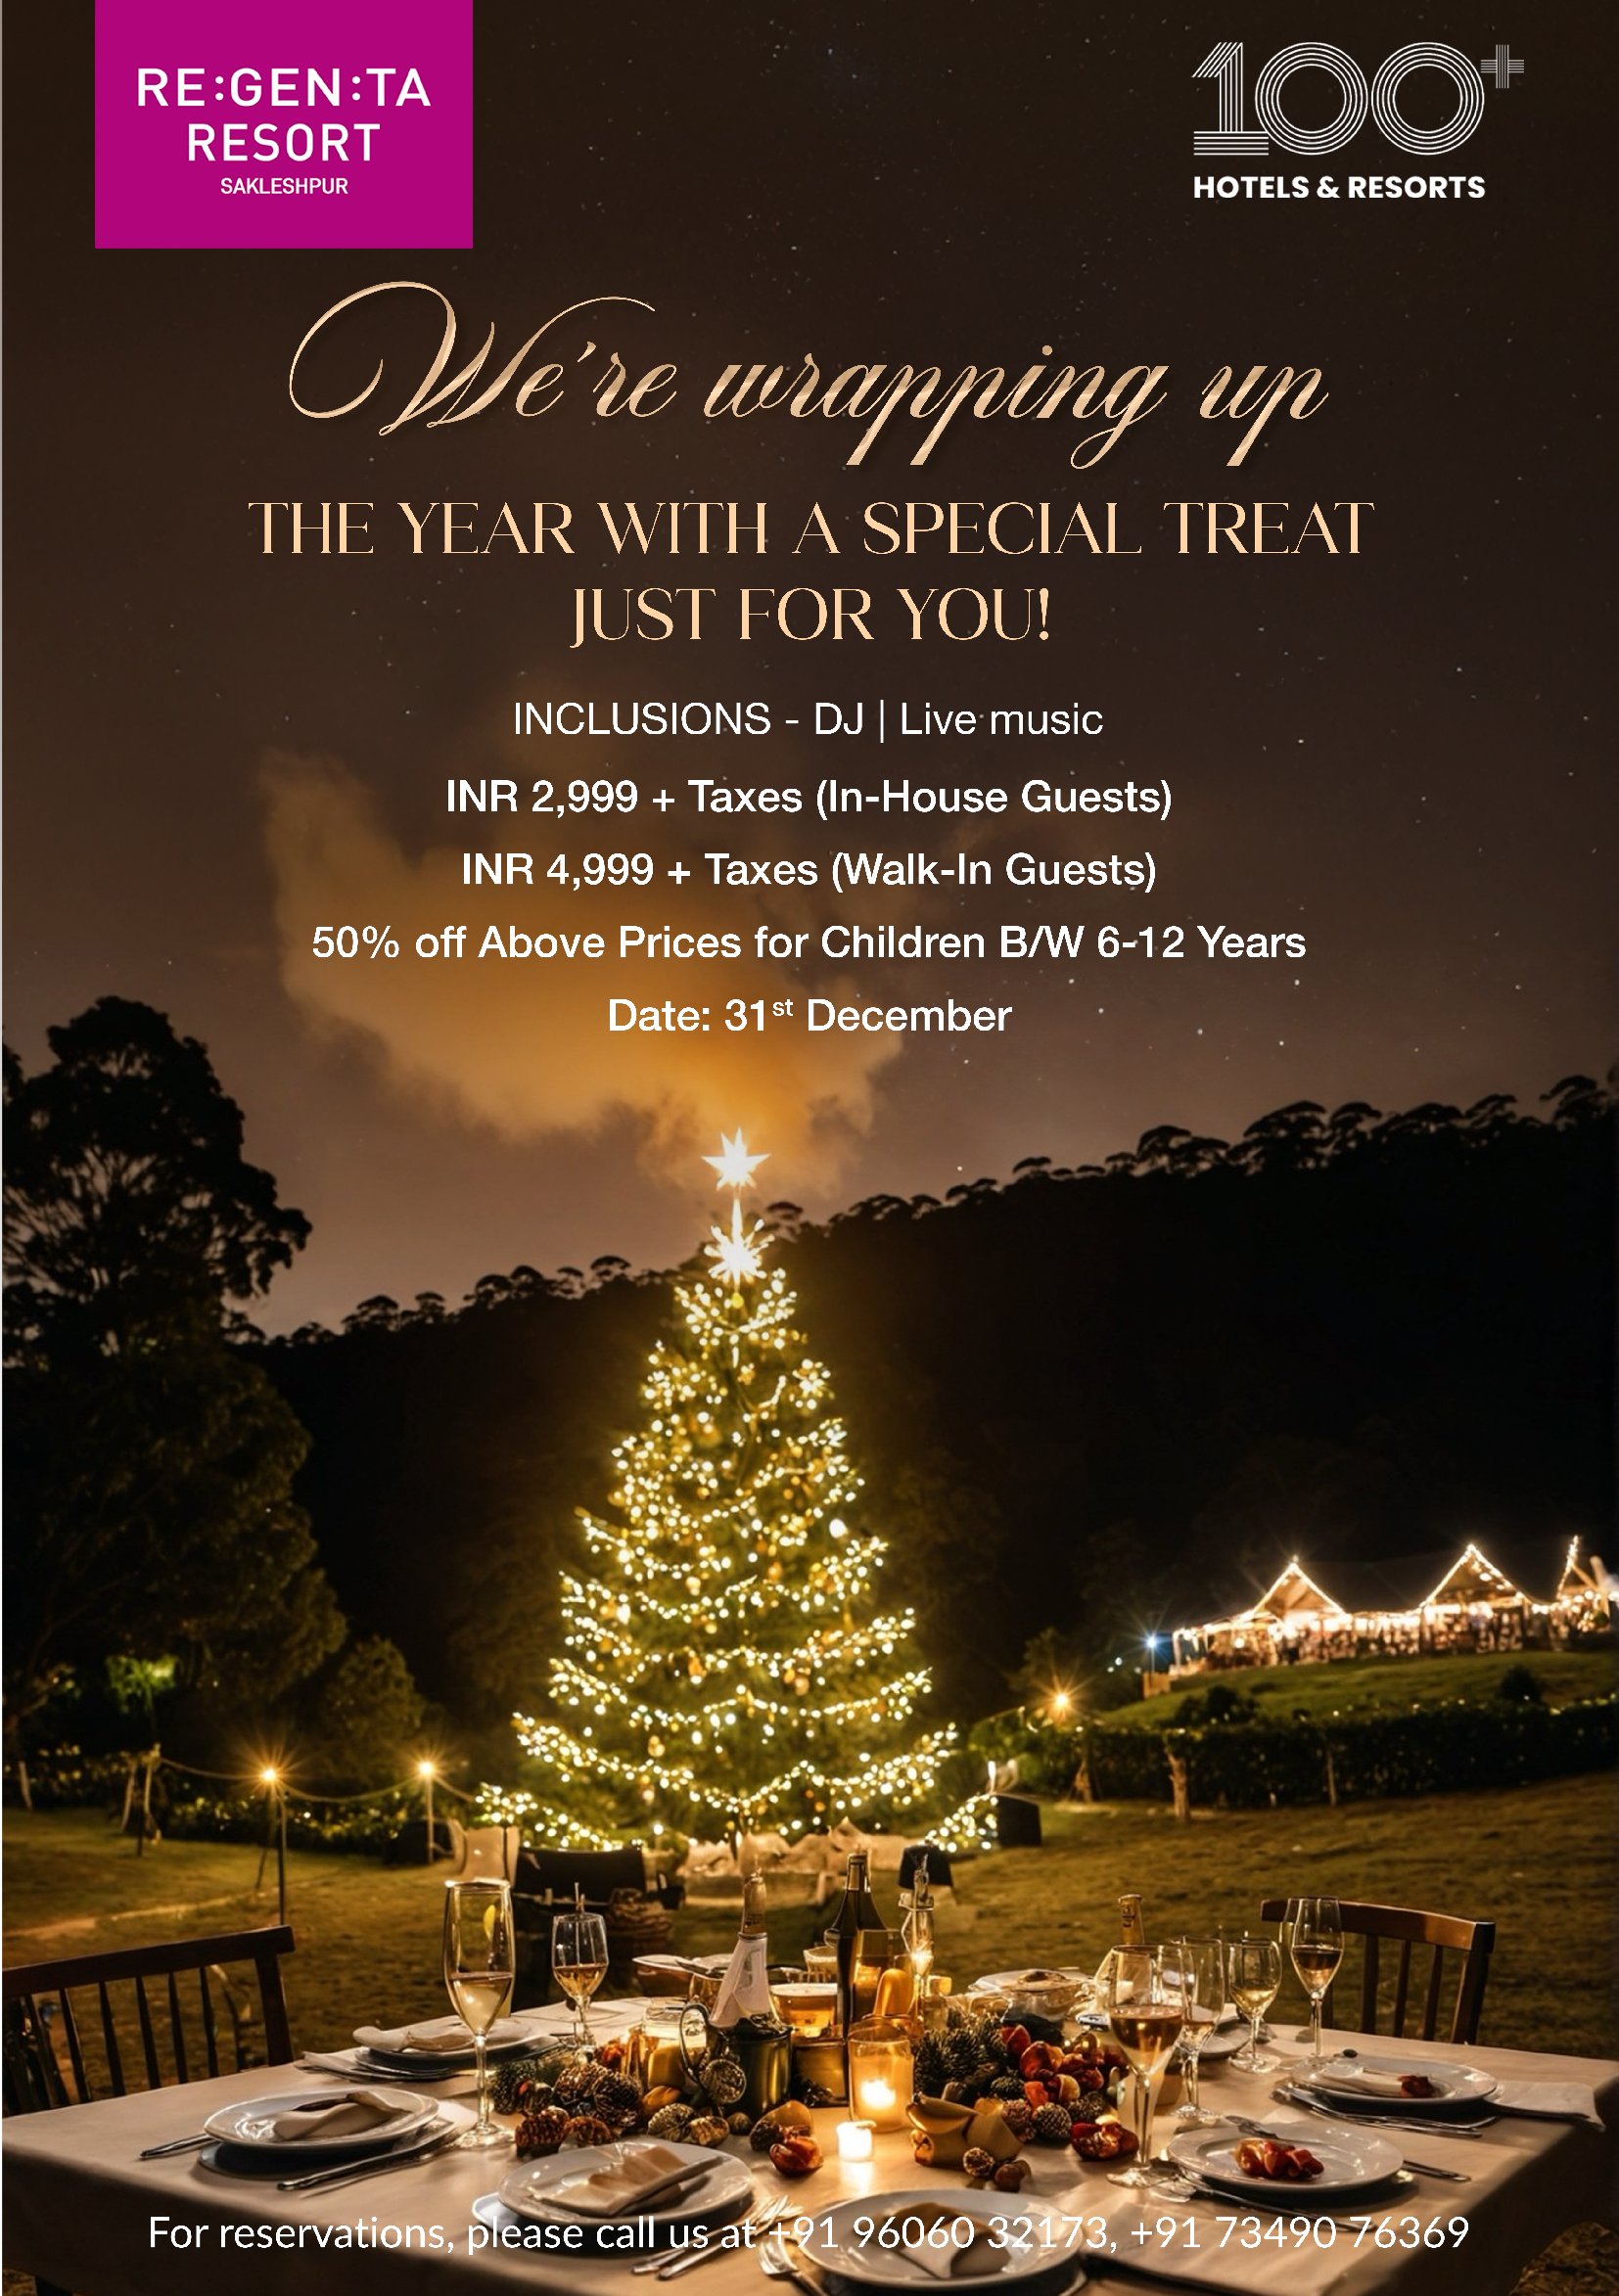 RE:GEN:TA
RESORT
SAKLESHPUR
100+
HOTELS & RESORTS
We're wrapping up
THE YEAR WITH A SPECIAL TREAT
JUST FOR YOU!
INCLUSIONS - DJ | Live music
INR 2,999 + Taxes (In-House Guests)
INR 4,999 + Taxes (Walk-In Guests)
50% off Above Prices for Children B/W 6-12 Years
Date: 31st December
For reservations, please call us at +91 96060 32173, +91 73490 76369